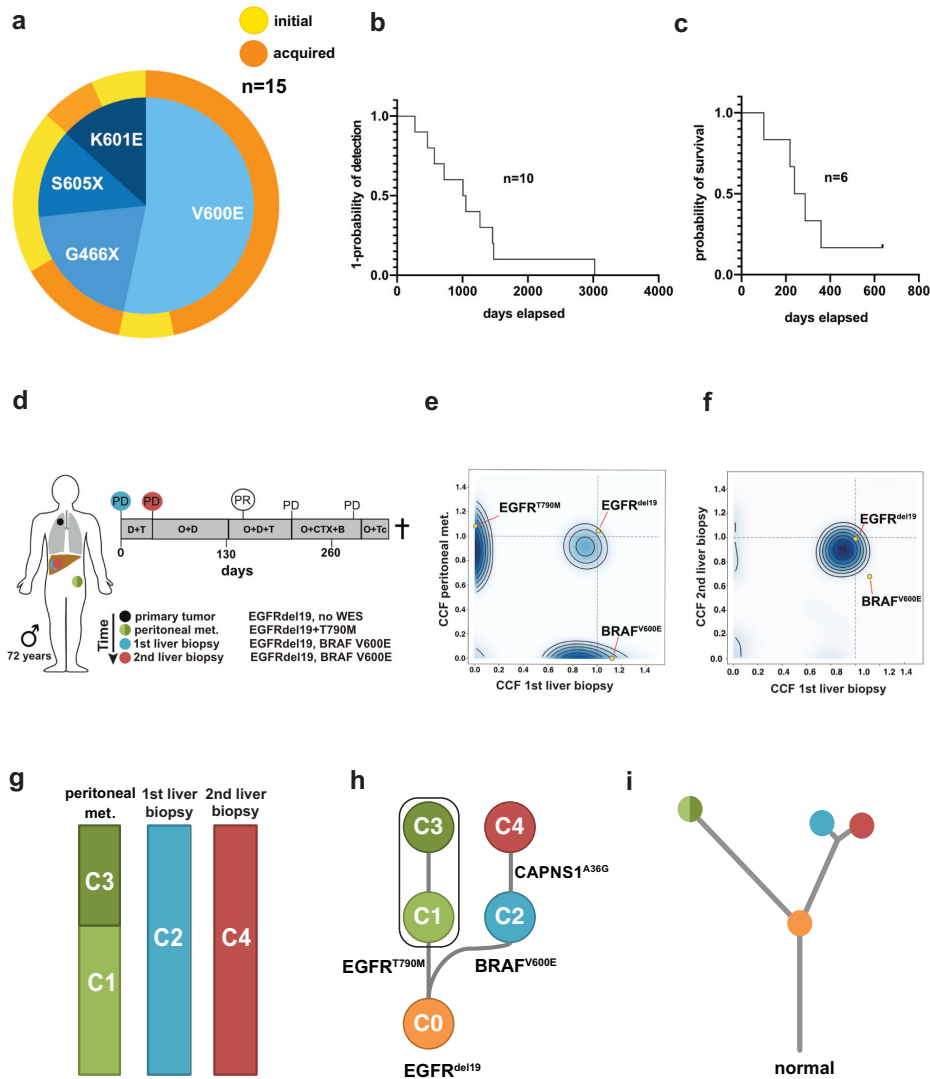 a
initial
acquired
n=15
K601E
S605X
V600E
G466X
b
1-probability of detection
1.0
0.5
0.0
n=10
0
1000
2000
3000
4000
days elapsed
c
probability of survival
1.0
0.5
0.0
n=6
0
200
400
600
800
days elapsed
d
PD
PD
PR
PD
PD
D+T
O+D
O+D+T
O+CTX+B
O+Tc
0
130
260
days
72 years
Time
primary tumor EGFRdel19, no WES
peritoneal met. EGFRdel19+T790M
1st liver biopsy EGFRdel19, BRAF V600E
2nd liver biopsy EGFRdel19, BRAF V600E
e
CCF peritoneal met.
1.4
1.2
1.0
0.8
0.6
0.4
0.2
0.0
EGFRT790M
EGFRdel19
BRAFV600E
0.0 0.2 0.4 0.6 0.8 1.0 1.2 1.4
CCF 1st liver biopsy
f
CCF 2nd liver biopsy
1.4
1.2
1.0
0.8
0.6
0.4
0.2
0.0
EGFRdel19
BRAFV600E
0.0 0.2 0.4 0.6 0.8 1.0 1.2 1.4
CCF 1st liver biopsy
g
peritoneal
met.
1st liver
biopsy
2nd liver
biopsy
C3
C1
C2
C4
h
C3
C4
CAPNS1A36G
C1
C2
EGFRT790M
BRAFV600E
C0
EGFRdel19
i
normal